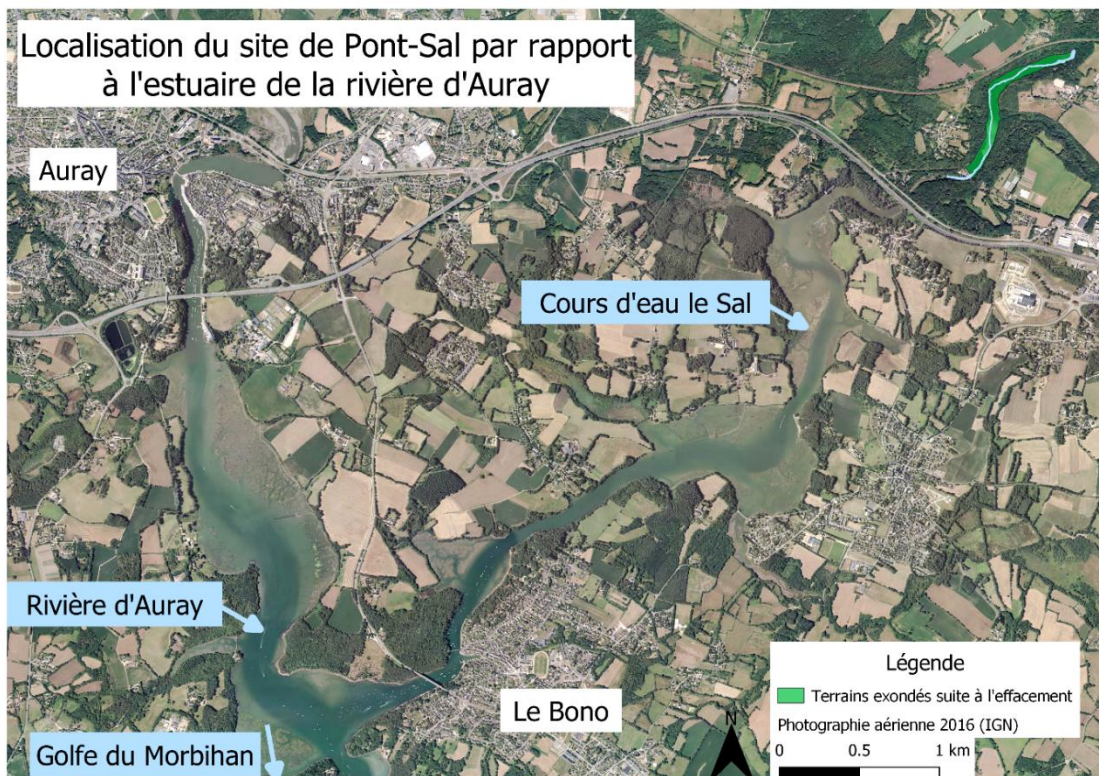 Localisation du site de Pont-Sal par rapport
à l'estuaire de la rivière d'Auray
Auray
Cours d'eau le Sal
Rivière d'Auray
Le Bono
Golfe du Morbihan
Légende
Terrains exondés suite à l'effacement
Photographie aérienne 2016 (IGN)
N
0 0.5 1 km